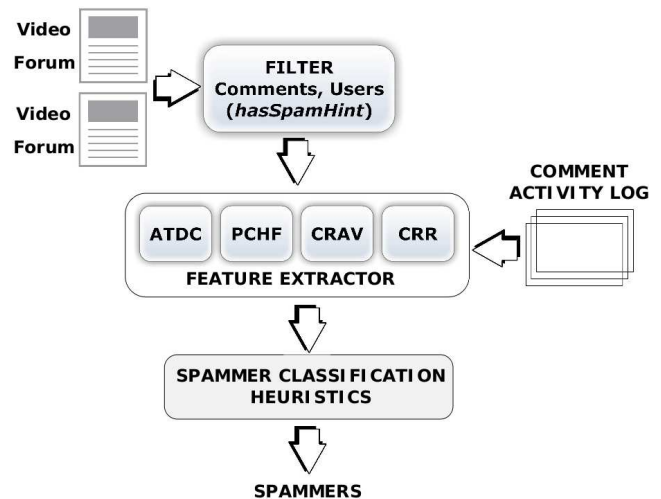 Video
Forum
Video
Forum
FILTER
Comments, Users
(hasSpamHint)
COMMENT
ACTIVITY LOG
ATDC PCHF CRAV CRR
FEATURE EXTRACTOR
SPAMMER CLASSIFICATION
HEURISTICS
SPAMMERS